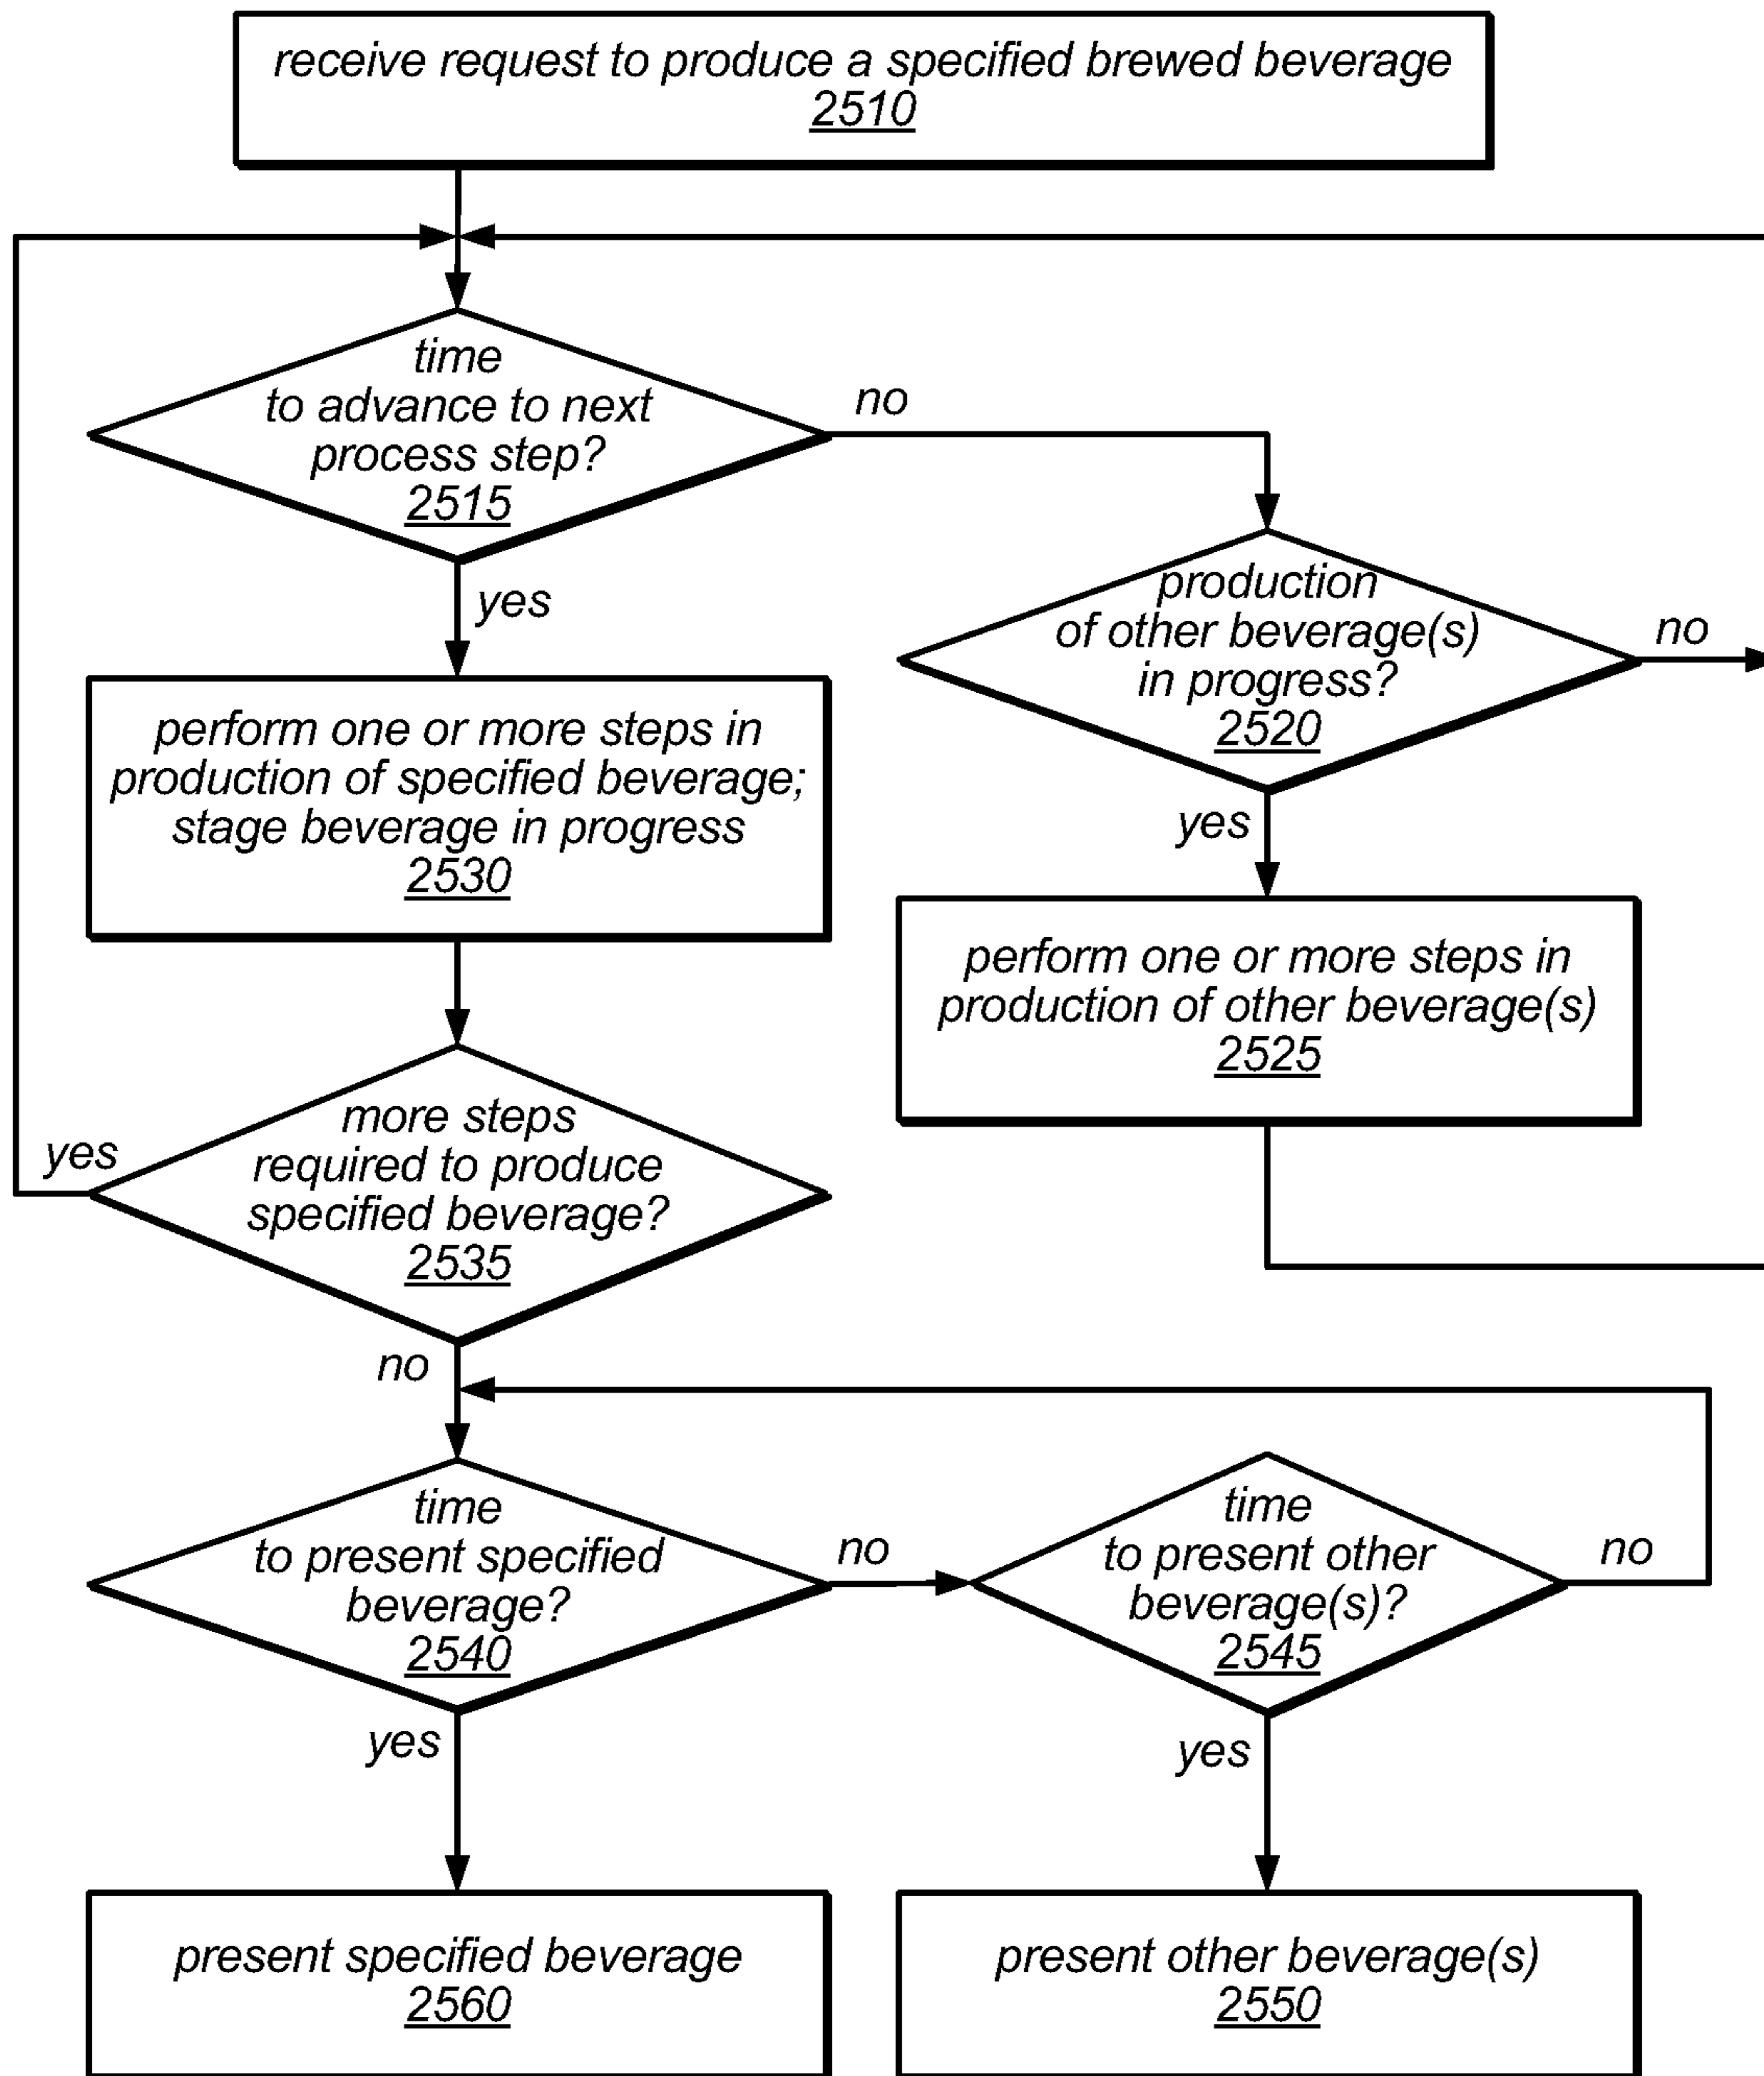 receive request to produce a specified brewed beverage
2510
time
to advance to next
process step?
2515
no
yes
production
of other beverage(s)
in progress?
2520
no
yes
perform one or more steps in
production of specified beverage;
stage beverage in progress
2530
perform one or more steps in
production of other beverage(s)
2525
more steps
required to produce
specified beverage?
2535
yes
no
time
to present specified
beverage?
2540
no
yes
time
to present other
beverage(s)?
2545
no
yes
present specified beverage
2560
present other beverage(s)
2550